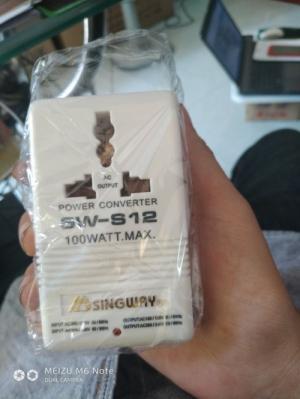 AC
OUTPUT
POWER CONVERTER
SW-S12
100WATT.MAX.
SINGWAY
MEIZU M6 Note
DUAL CAMERA